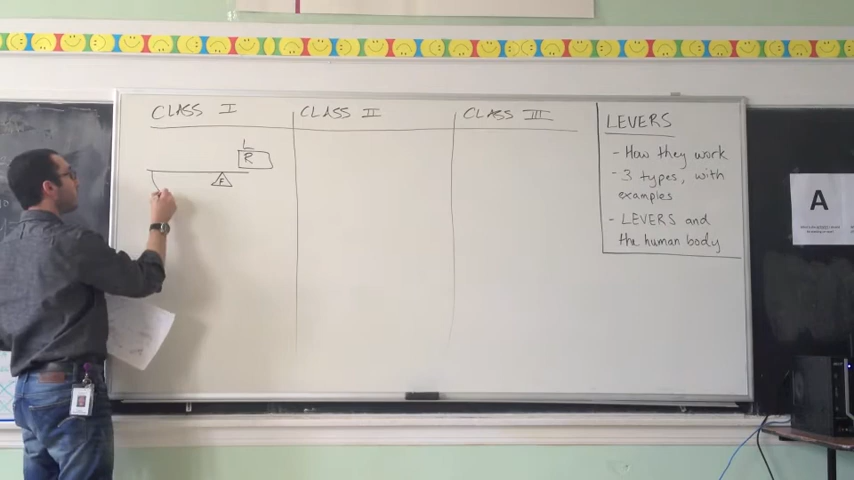 CLASS I
CLASS II
CLASS III
L
R
F
LEVERS
- How they work
- 3 types, with
examples
- LEVERS and
the human body
A